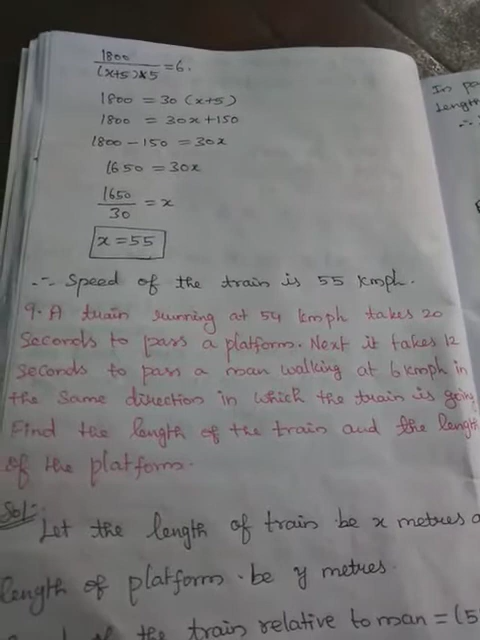 1800
(x+5)×5 =6.
1800 = 30 (x+5)
1800 = 30x+150
1800-150 = 30x
1650 = 30x
1650
30 = x
x=55
∴ Speed of the train is 55 kmph.
9. A train running at 54 kmph takes 20
seconds to pass a platform. Next it takes 12
seconds to pass a man walking at 6 kmph in
the same direction in which the train is going
Find the length of the train and the length
of the platform.
Sol:-
Let the length of train be x metres
length of platform be y metres.
the train relative to man = (5
In pa
length